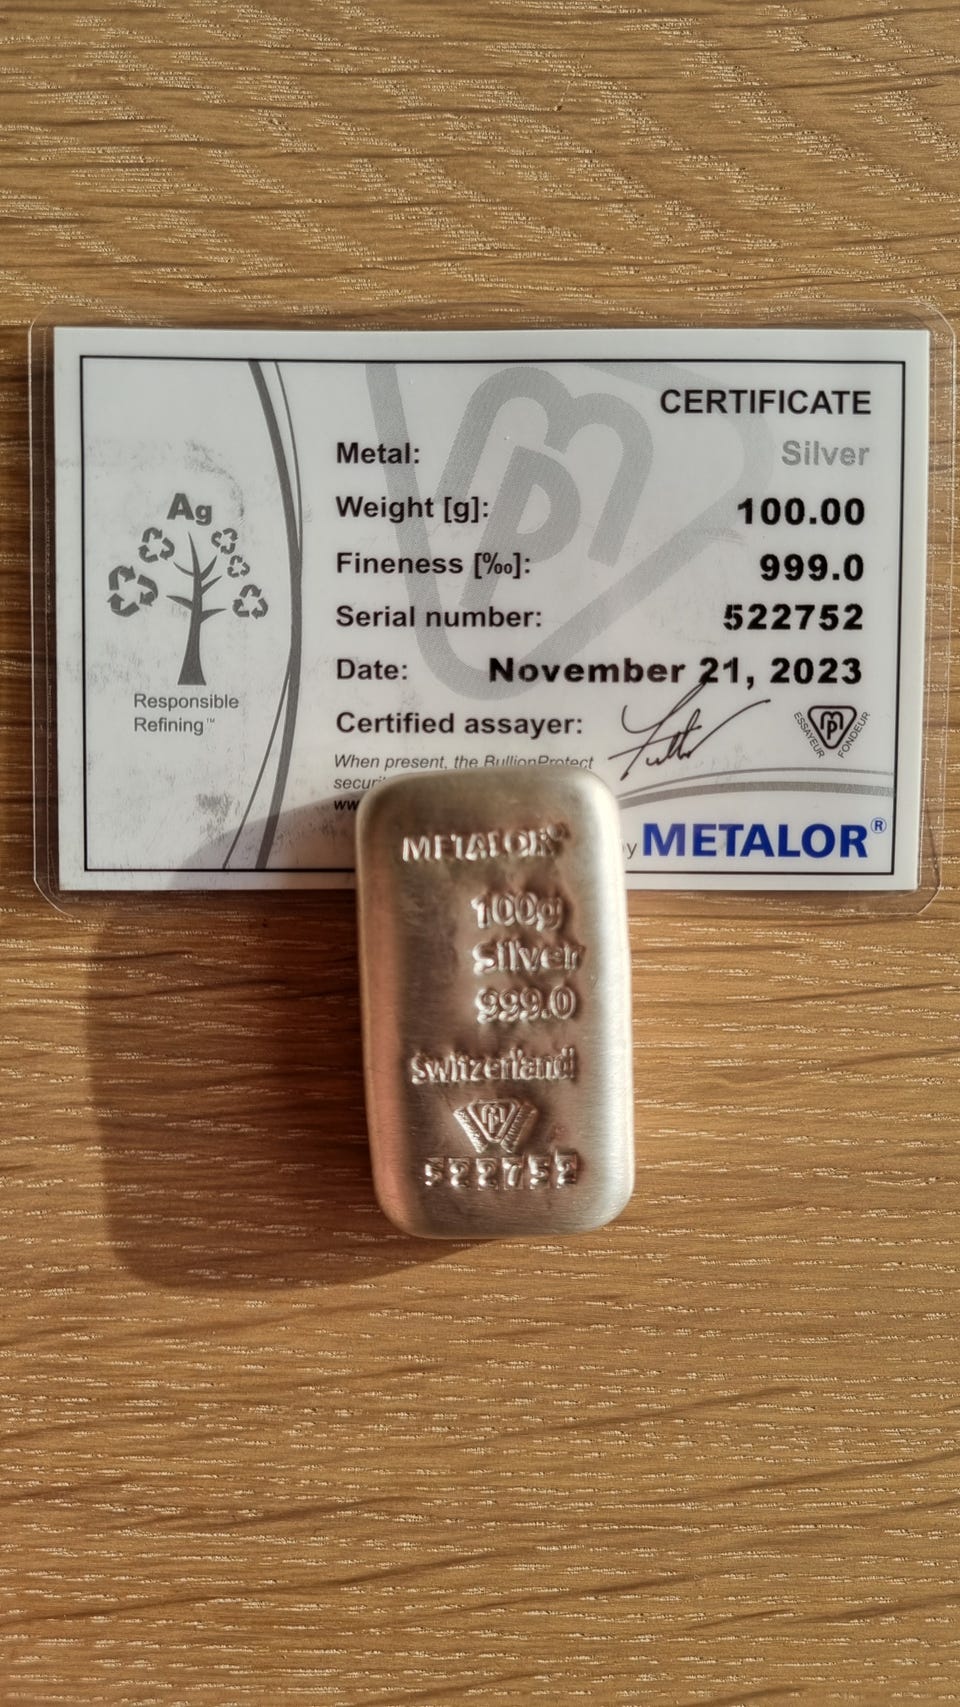 CERTIFICATE
Metal: Silver
Weight [g]: 100.00
Fineness [‰]: 999.0
Serial number: 522752
Date: November 21, 2023
Certified assayer:
Ag
Responsible
Refining™
ESSAYEUR FONDEUR
When present, the BullionProtect
METALOR®
METALOR®
100g
Silver
999.0
Switzerland
522752